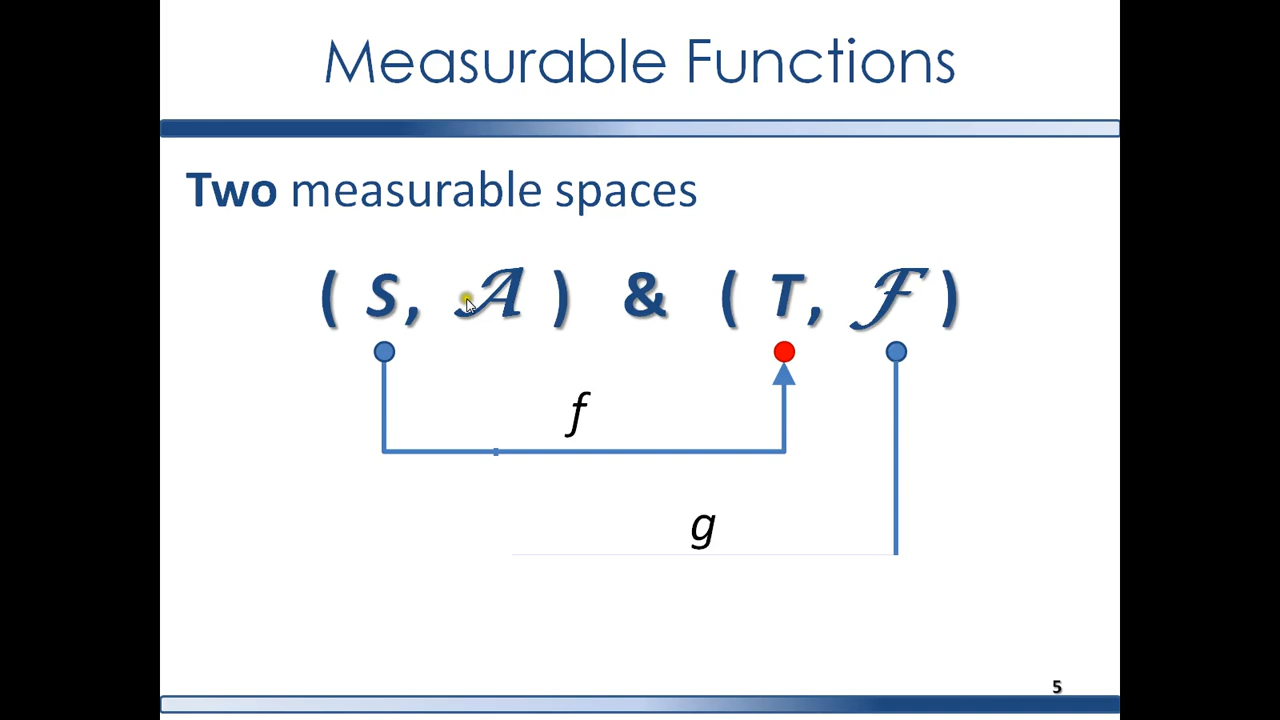 Measurable Functions
Two measurable spaces
( S, 𝒜 ) & ( T, ℱ )
f
g
5